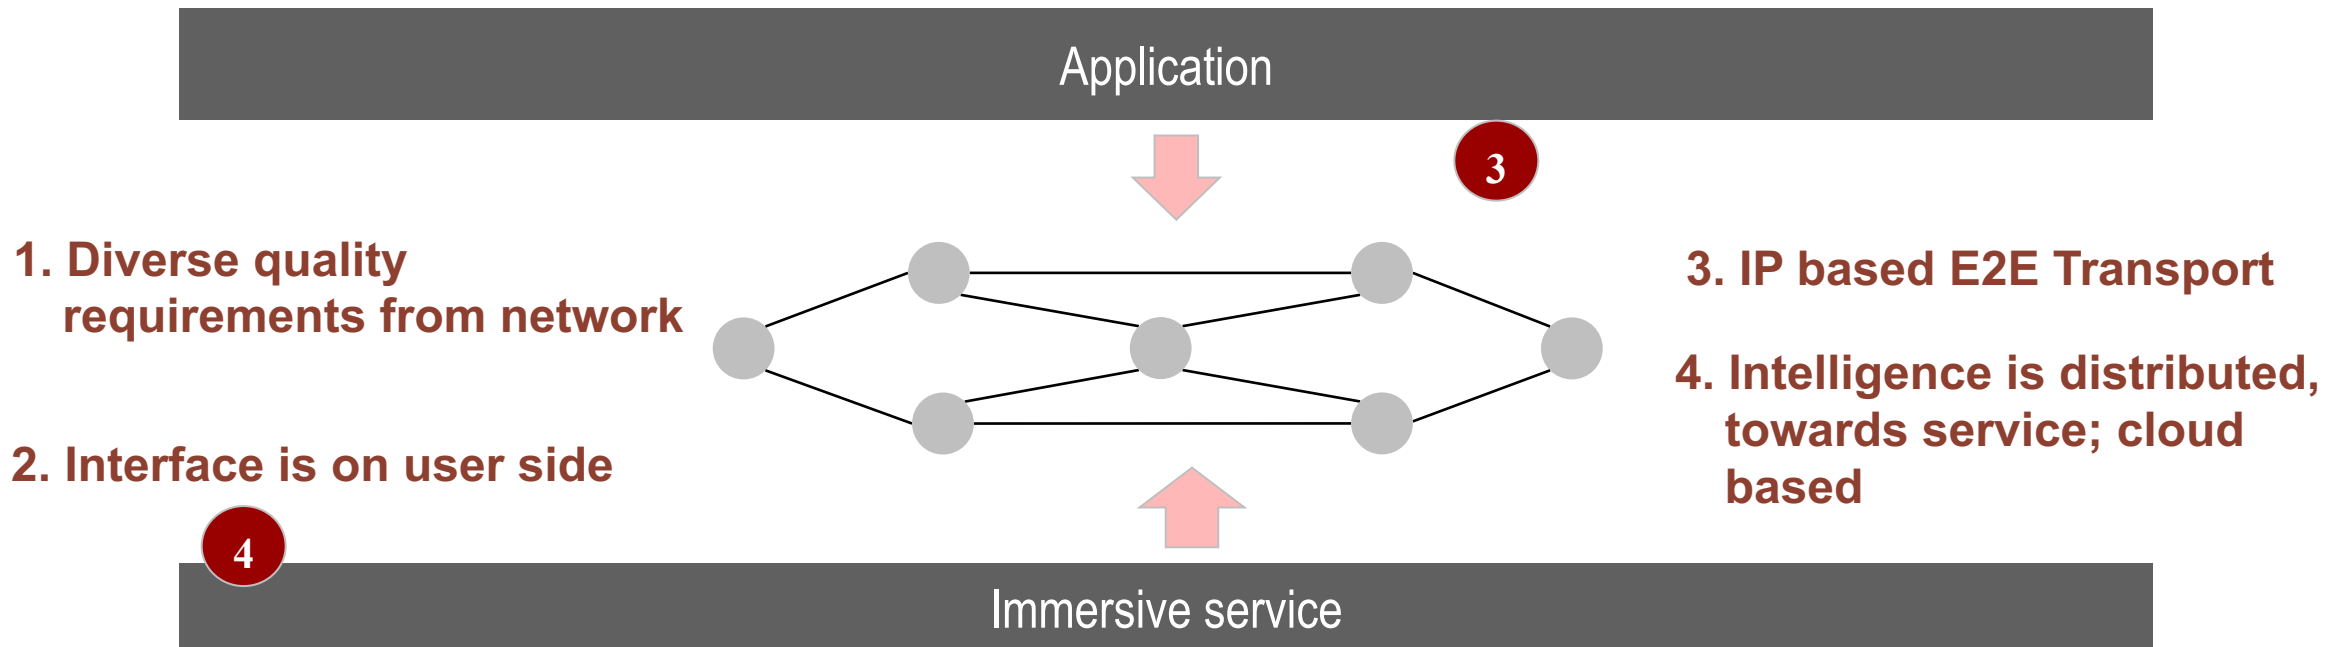 Application
3
1. Diverse quality
requirements from network
2. Interface is on user side
3. IP based E2E Transport
4. Intelligence is distributed,
towards service; cloud
based
4
Immersive service